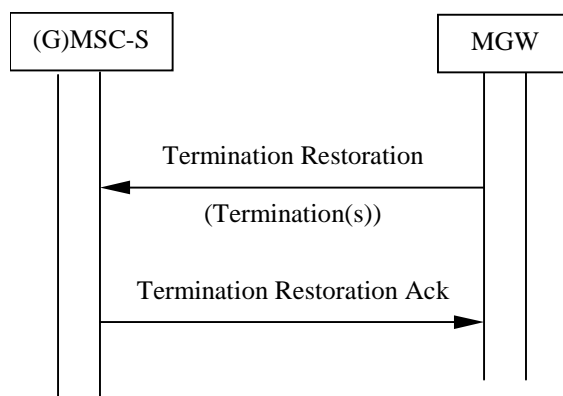 (G)MSC-S
MGW
Termination Restoration
(Termination(s))
Termination Restoration Ack